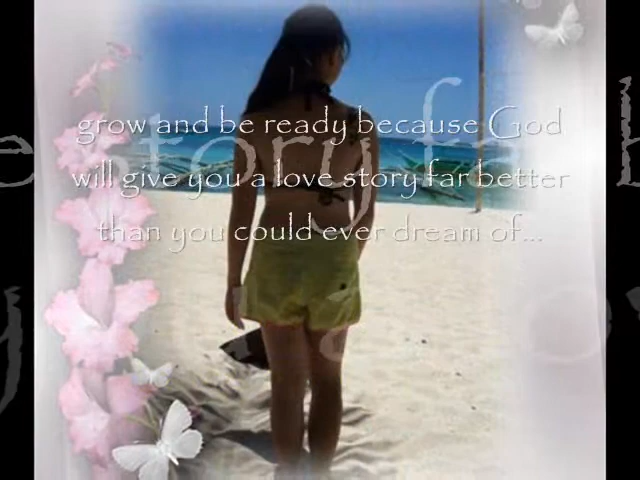 grow and be ready because God
will give you a love story far better
than you could ever dream of...